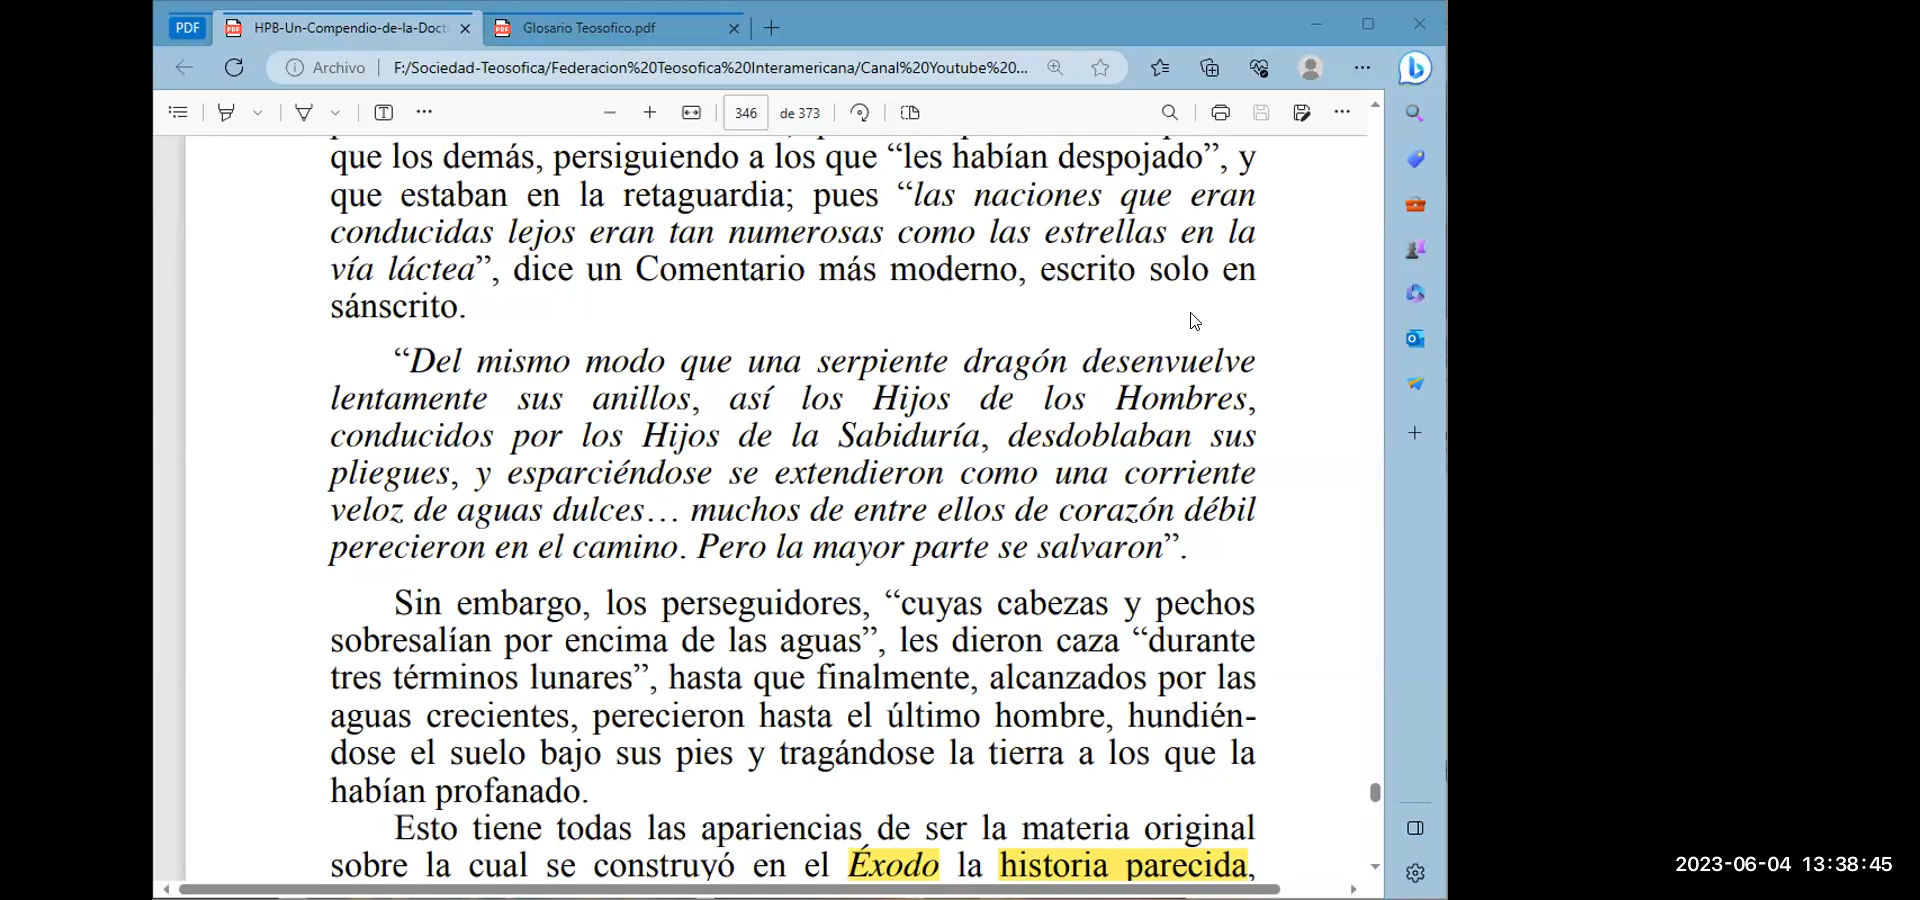 PDF
HPB-Un-Compendio-de-la-Doct
Glosario Teosofico.pdf
Archivo
F:/Sociedad-Teosofica/Federacion%20Teosofica%20Interamericana/Canal%20Youtube%20...
346 de 373
que los demás, persiguiendo a los que “les habían despojado”, y
que estaban en la retaguardia; pues “las naciones que eran
conducidas lejos eran tan numerosas como las estrellas en la
vía láctea”, dice un Comentario más moderno, escrito solo en
sánscrito.
“Del mismo modo que una serpiente dragón desenvuelve
lentamente sus anillos, así los Hijos de los Hombres,
conducidos por los Hijos de la Sabiduría, desdoblaban sus
pliegues, y esparciéndose se extendieron como una corriente
veloz de aguas dulces… muchos de entre ellos de corazón débil
perecieron en el camino. Pero la mayor parte se salvaron”.
Sin embargo, los perseguidores, “cuyas cabezas y pechos
sobresalían por encima de las aguas”, les dieron caza “durante
tres términos lunares”, hasta que finalmente, alcanzados por las
aguas crecientes, perecieron hasta el último hombre, hundién-
dose el suelo bajo sus pies y tragándose la tierra a los que la
habían profanado.
Esto tiene todas las apariencias de ser la materia original
sobre la cual se construyó en el Éxodo la historia parecida,
2023-06-04 13:38:45